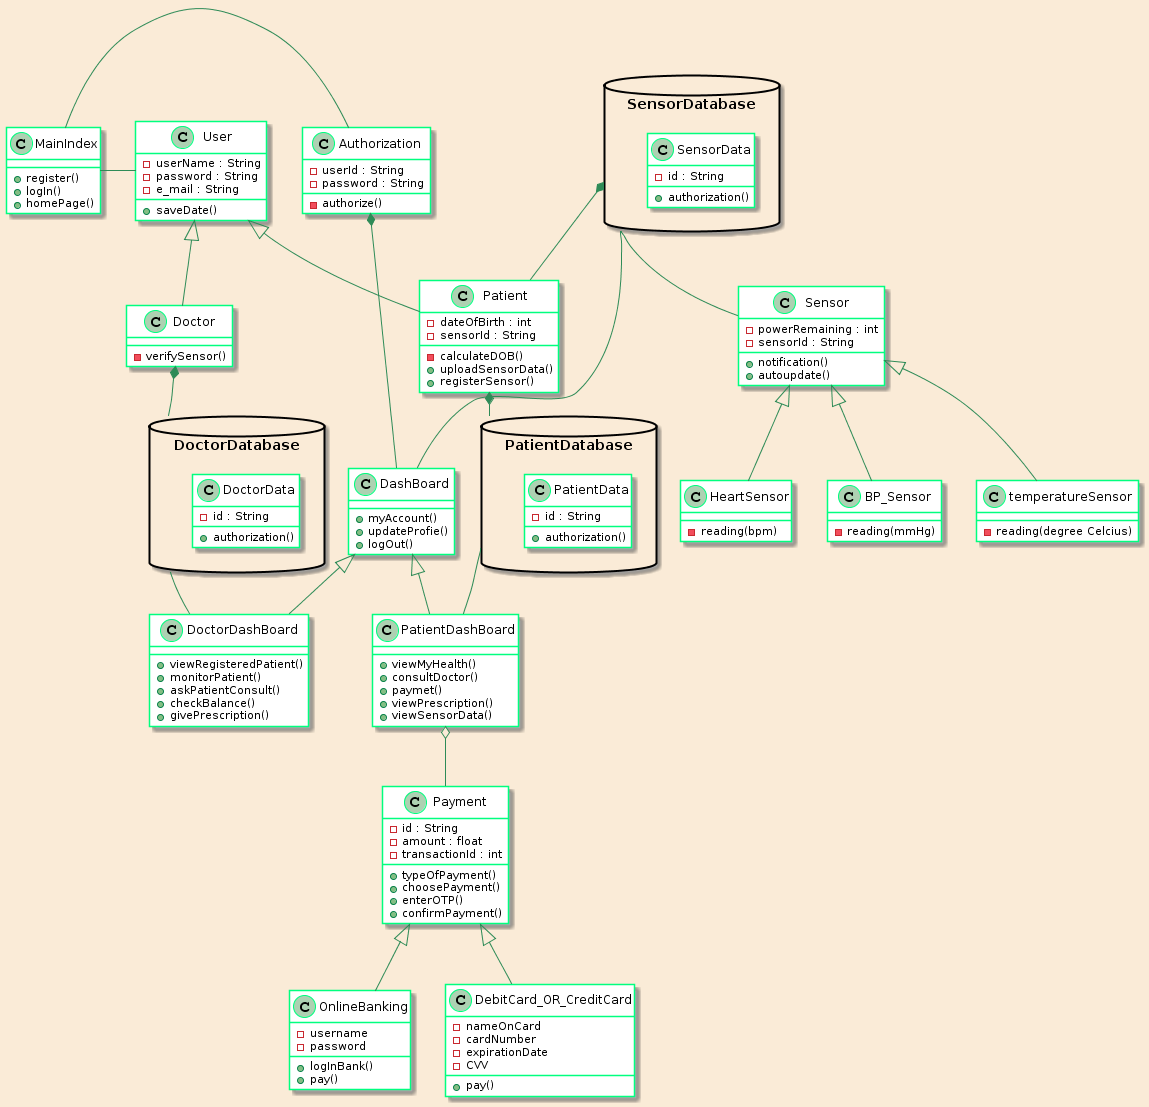 SensorDatabase
C SensorData
id : String
authorization()
C MainIndex
register()
logIn()
homePage()
C User
userName : String
password : String
e_mail : String
saveDate()
C Authorization
userId : String
password : String
authorize()
C Doctor
verifySensor()
C Patient
dateOfBirth : int
sensorId : String
calculateDOB()
uploadSensorData()
registerSensor()
C Sensor
powerRemaining : int
sensorId : String
notification()
autoupdate()
DoctorDatabase
C DoctorData
id : String
authorization()
C DashBoard
myAccount()
updateProfie()
logOut()
PatientDatabase
C PatientData
id : String
authorization()
C HeartSensor
reading(bpm)
C BP_Sensor
reading(mmHg)
C temperatureSensor
reading(degree Celcius)
C DoctorDashBoard
viewRegisteredPatient()
monitorPatient()
askPatientConsult()
checkBalance()
givePrescription()
C PatientDashBoard
viewMyHealth()
consultDoctor()
paymet()
viewPrescription()
viewSensorData()
C Payment
id : String
amount : float
transactionId : int
typeOfPayment()
choosePayment()
enterOTP()
confirmPayment()
C OnlineBanking
username
password
logInBank()
pay()
C DebitCard_OR_CreditCard
nameOnCard
cardNumber
expirationDate
CVV
pay()